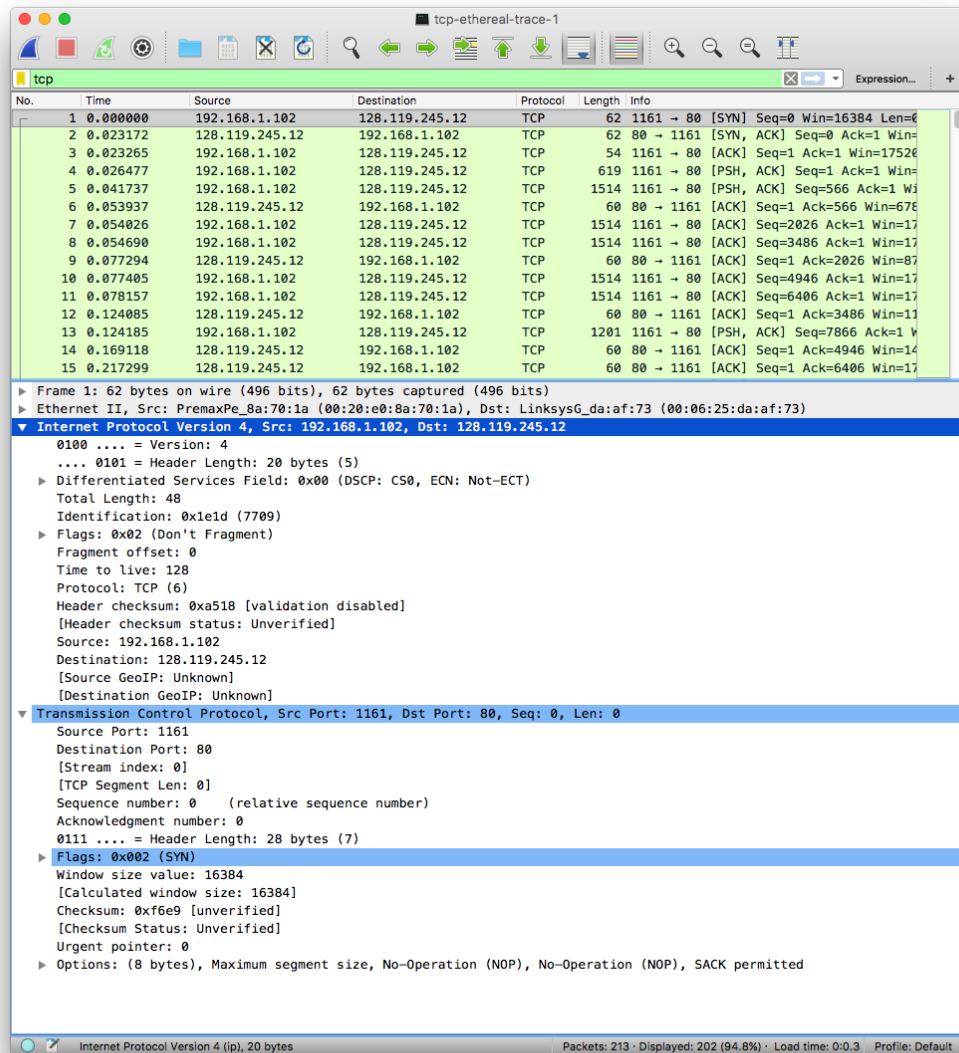 tcp-ethereal-trace-1
tcp Expression... +
No. Time Source Destination Protocol Length Info
1 0.000000 192.168.1.102 128.119.245.12 TCP 62 1161 → 80 [SYN] Seq=0 Win=16384 Len=0
2 0.023172 128.119.245.12 192.168.1.102 TCP 62 80 → 1161 [SYN, ACK] Seq=0 Ack=1 Win=
3 0.023265 192.168.1.102 128.119.245.12 TCP 54 1161 → 80 [ACK] Seq=1 Ack=1 Win=17520
4 0.026477 192.168.1.102 128.119.245.12 TCP 619 1161 → 80 [PSH, ACK] Seq=1 Ack=1 Win=
5 0.041737 192.168.1.102 128.119.245.12 TCP 1514 1161 → 80 [PSH, ACK] Seq=566 Ack=1 Wi
6 0.053937 128.119.245.12 192.168.1.102 TCP 60 80 → 1161 [ACK] Seq=1 Ack=566 Win=678
7 0.054026 192.168.1.102 128.119.245.12 TCP 1514 1161 → 80 [ACK] Seq=2026 Ack=1 Win=17
8 0.054690 192.168.1.102 128.119.245.12 TCP 1514 1161 → 80 [ACK] Seq=3486 Ack=1 Win=17
9 0.077294 128.119.245.12 192.168.1.102 TCP 60 80 → 1161 [ACK] Seq=1 Ack=2026 Win=87
10 0.077405 192.168.1.102 128.119.245.12 TCP 1514 1161 → 80 [ACK] Seq=4946 Ack=1 Win=17
11 0.078157 192.168.1.102 128.119.245.12 TCP 1514 1161 → 80 [ACK] Seq=6406 Ack=1 Win=17
12 0.124085 128.119.245.12 192.168.1.102 TCP 60 80 → 1161 [ACK] Seq=1 Ack=3486 Win=11
13 0.124185 192.168.1.102 128.119.245.12 TCP 1201 1161 → 80 [PSH, ACK] Seq=7866 Ack=1 W
14 0.169118 128.119.245.12 192.168.1.102 TCP 60 80 → 1161 [ACK] Seq=1 Ack=4946 Win=14
15 0.217299 128.119.245.12 192.168.1.102 TCP 60 80 → 1161 [ACK] Seq=1 Ack=6406 Win=17
Frame 1: 62 bytes on wire (496 bits), 62 bytes captured (496 bits)
Ethernet II, Src: PremaxPe_8a:70:1a (00:20:e0:8a:70:1a), Dst: LinksysG_da:af:73 (00:06:25:da:af:73)
Internet Protocol Version 4, Src: 192.168.1.102, Dst: 128.119.245.12
0100 .... = Version: 4
.... 0101 = Header Length: 20 bytes (5)
Differentiated Services Field: 0x00 (DSCP: CS0, ECN: Not-ECT)
Total Length: 48
Identification: 0x1e1d (7709)
Flags: 0x02 (Don't Fragment)
Fragment offset: 0
Time to live: 128
Protocol: TCP (6)
Header checksum: 0xa518 [validation disabled]
[Header checksum status: Unverified]
Source: 192.168.1.102
Destination: 128.119.245.12
[Source GeoIP: Unknown]
[Destination GeoIP: Unknown]
Transmission Control Protocol, Src Port: 1161, Dst Port: 80, Seq: 0, Len: 0
Source Port: 1161
Destination Port: 80
[Stream index: 0]
[TCP Segment Len: 0]
Sequence number: 0 (relative sequence number)
Acknowledgment number: 0
0111 .... = Header Length: 28 bytes (7)
Flags: 0x002 (SYN)
Window size value: 16384
[Calculated window size: 16384]
Checksum: 0xf6e9 [unverified]
[Checksum Status: Unverified]
Urgent pointer: 0
Options: (8 bytes), Maximum segment size, No-Operation (NOP), No-Operation (NOP), SACK permitted
Internet Protocol Version 4 (ip), 20 bytes Packets: 213 · Displayed: 202 (94.8%) · Load time: 0:0.3 Profile: Default